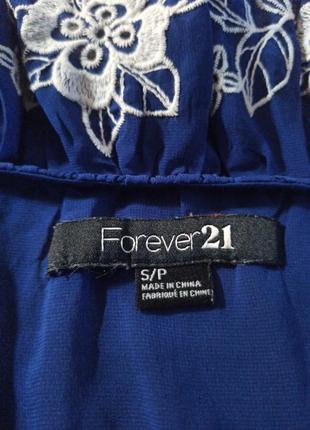 Forever21
S/P
MADE IN CHINA
FABRIQUÉ EN CHINE